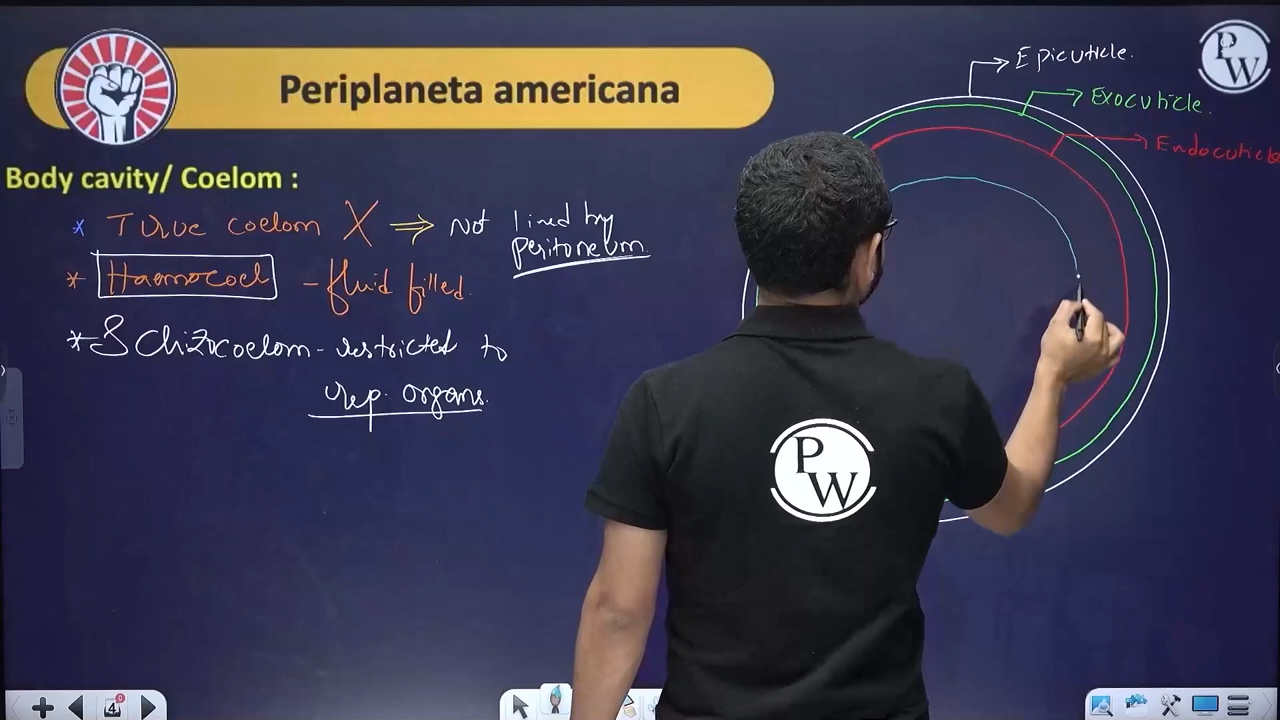 Periplaneta americana
PW
Epicuticle.
Exocuticle.
Endocuticle
Body cavity/ Coelom :
* True coelom X ⇒ Not lined by
peritoneum
* Haemocoel - fluid filled.
* Schizocoelom - restricted to
rep. organs.
PW
4